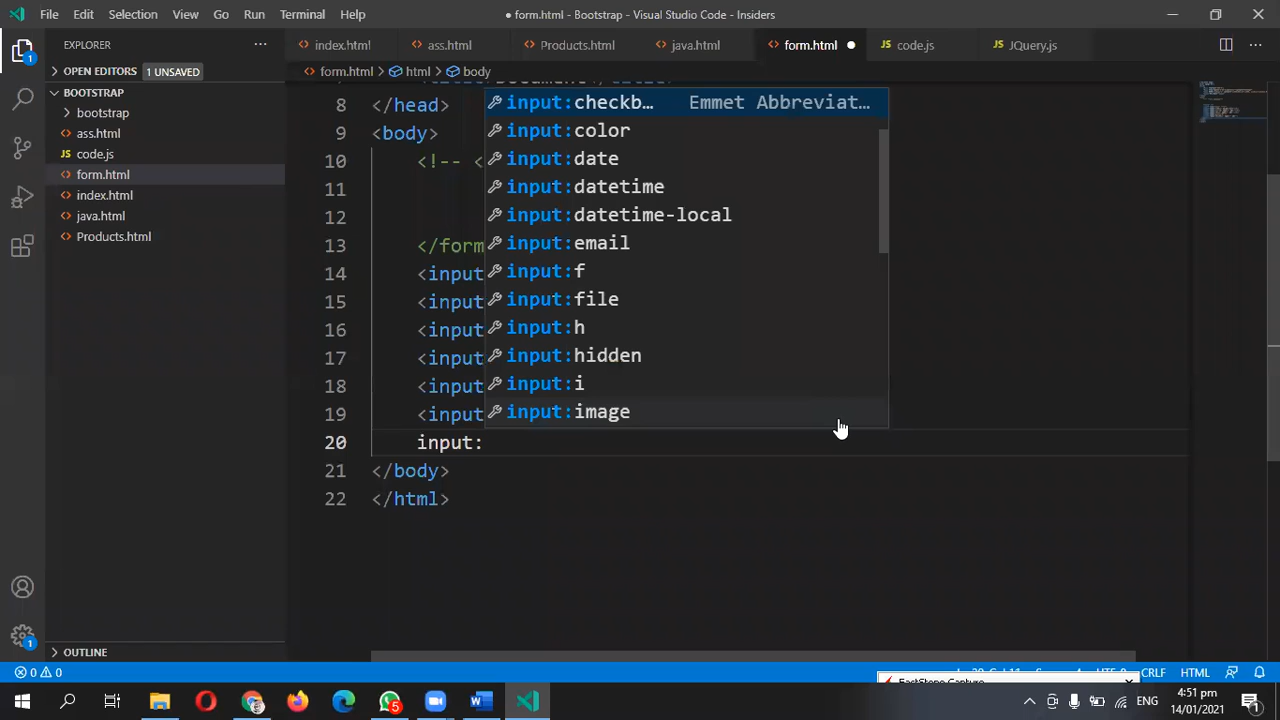 File Edit Selection View Go Run Terminal Help
● form.html - Bootstrap - Visual Studio Code - Insiders
EXPLORER
index.html
ass.html
Products.html
java.html
form.html
code.js
JQuery.js
OPEN EDITORS 1 UNSAVED
form.html > html > body
BOOTSTRAP
bootstrap
ass.html
code.js
form.html
index.html
java.html
Products.html
8 </head>
9 <body>
10 <!-- <
11
12
13 </form
14 <input
15 <input
16 <input
17 <input
18 <input
19 <input
20 input:
21 </body>
22 </html>
input:checkb… Emmet Abbreviat…
input:color
input:date
input:datetime
input:datetime-local
input:email
input:f
input:file
input:h
input:hidden
input:i
input:image
OUTLINE
1
1
0 0
CRLF HTML
FastStone Capture
5
ENG
4:51 pm
14/01/2021
1